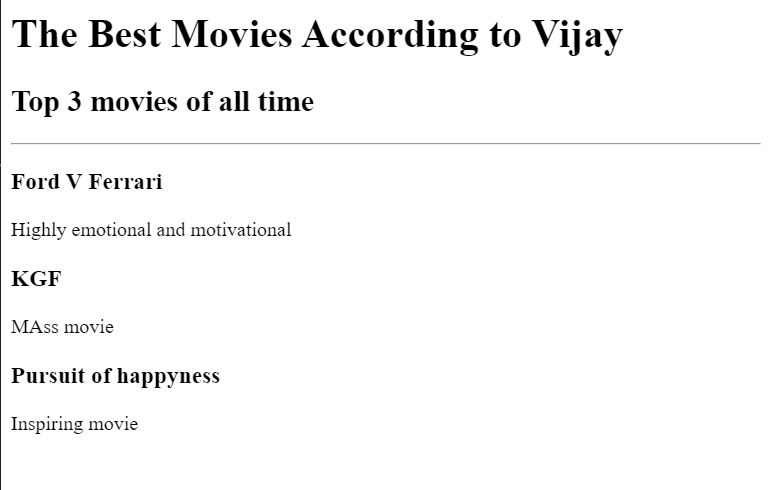 The Best Movies According to Vijay
Top 3 movies of all time
Ford V Ferrari
Highly emotional and motivational
KGF
MAss movie
Pursuit of happyness
Inspiring movie